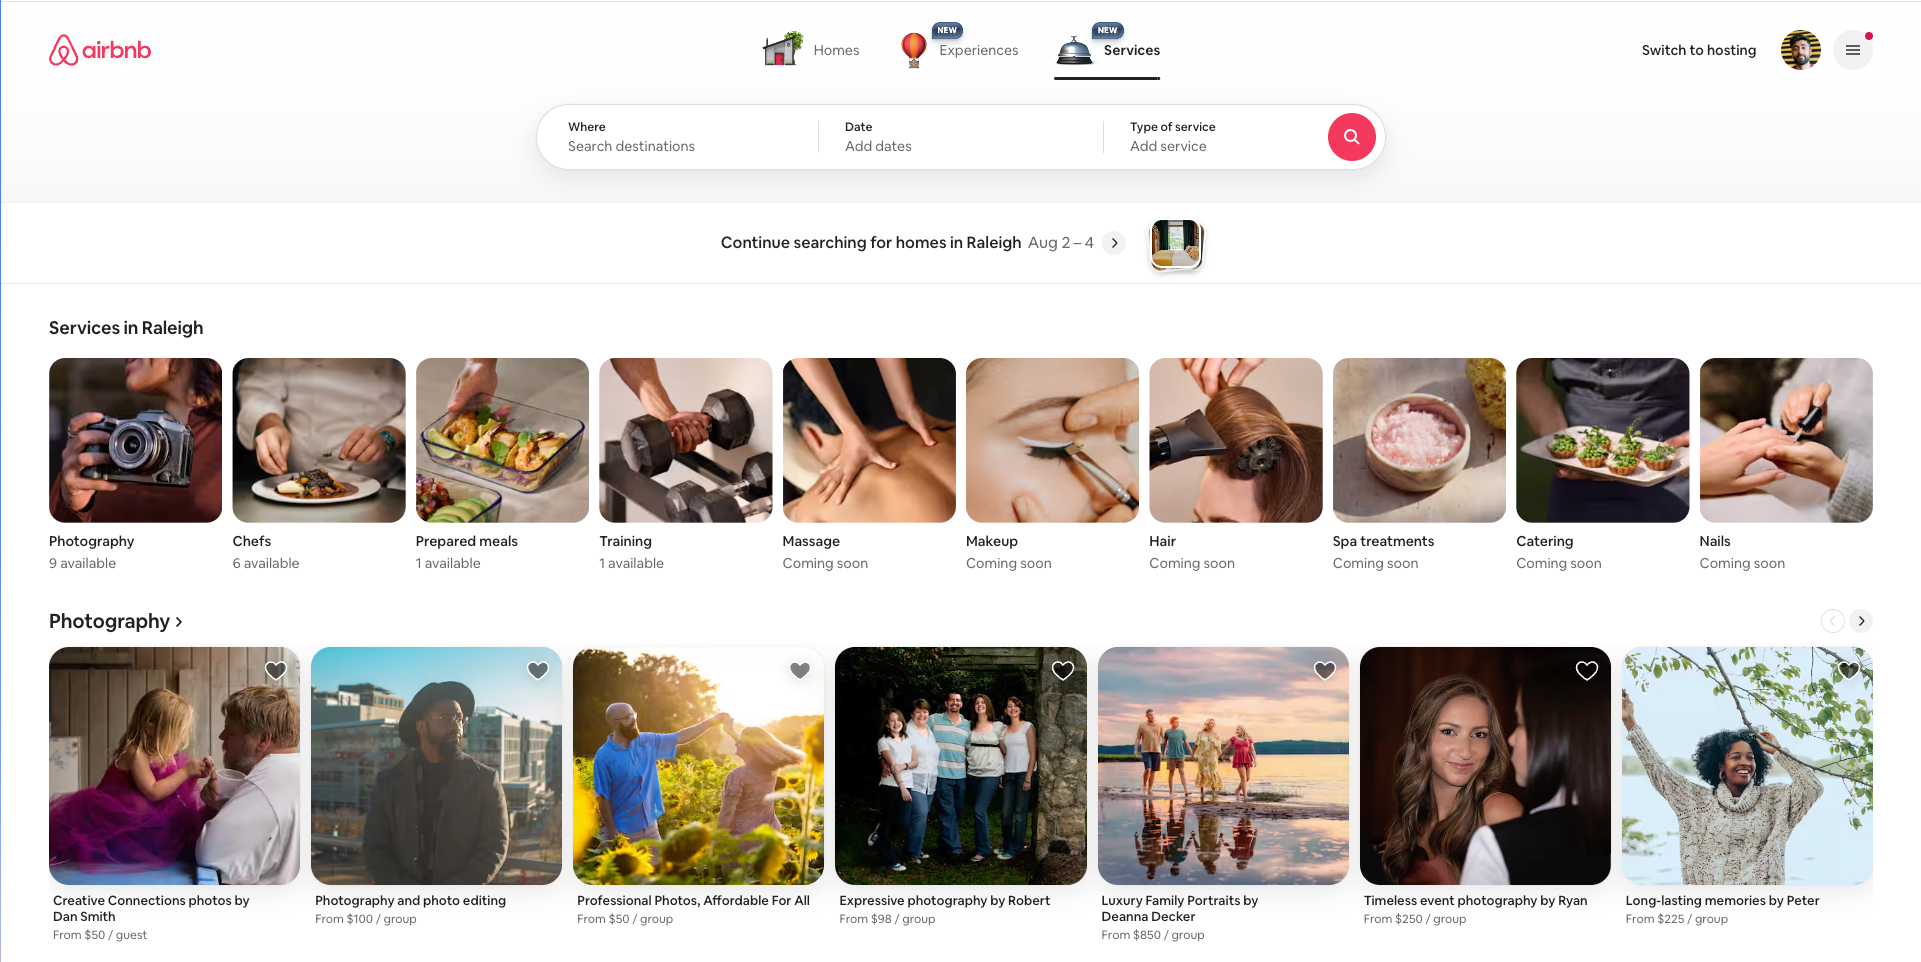 airbnb
Homes
NEW
Experiences
NEW
Services
Switch to hosting
Where
Search destinations
Date
Add dates
Type of service
Add service
Continue searching for homes in Raleigh Aug 2 – 4
Services in Raleigh
Photography
9 available
Chefs
6 available
Prepared meals
1 available
Training
1 available
Massage
Coming soon
Makeup
Coming soon
Hair
Coming soon
Spa treatments
Coming soon
Catering
Coming soon
Nails
Coming soon
Photography
Creative Connections photos by
Dan Smith
From $50 / guest
Photography and photo editing
From $100 / group
Professional Photos, Affordable For All
From $50 / group
Expressive photography by Robert
From $98 / group
Luxury Family Portraits by
Deanna Decker
From $850 / group
Timeless event photography by Ryan
From $250 / group
Long-lasting memories by Peter
From $225 / group